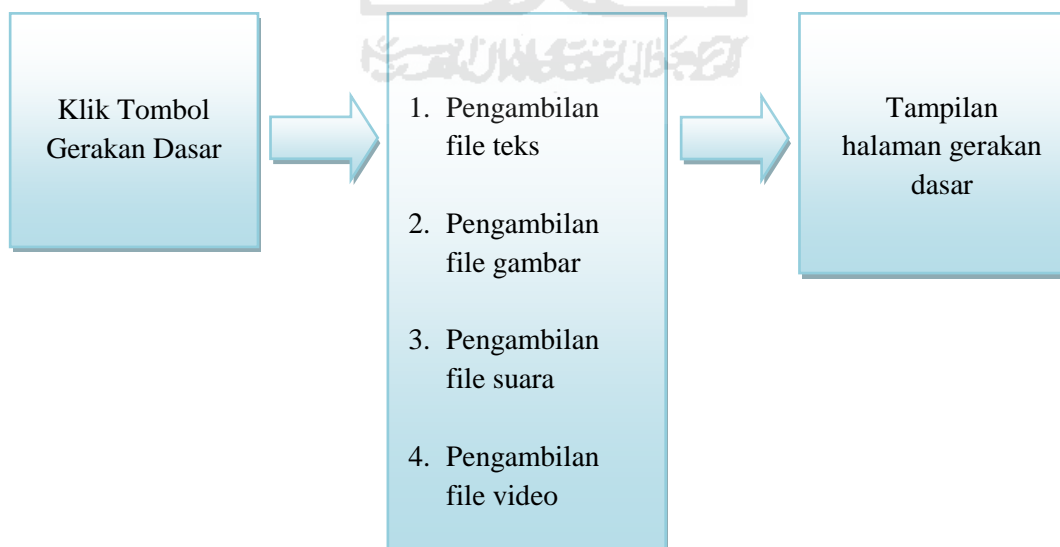 Klik Tombol
Gerakan Dasar
1. Pengambilan
file teks
2. Pengambilan
file gambar
3. Pengambilan
file suara
4. Pengambilan
file video
Tampilan
halaman gerakan
dasar